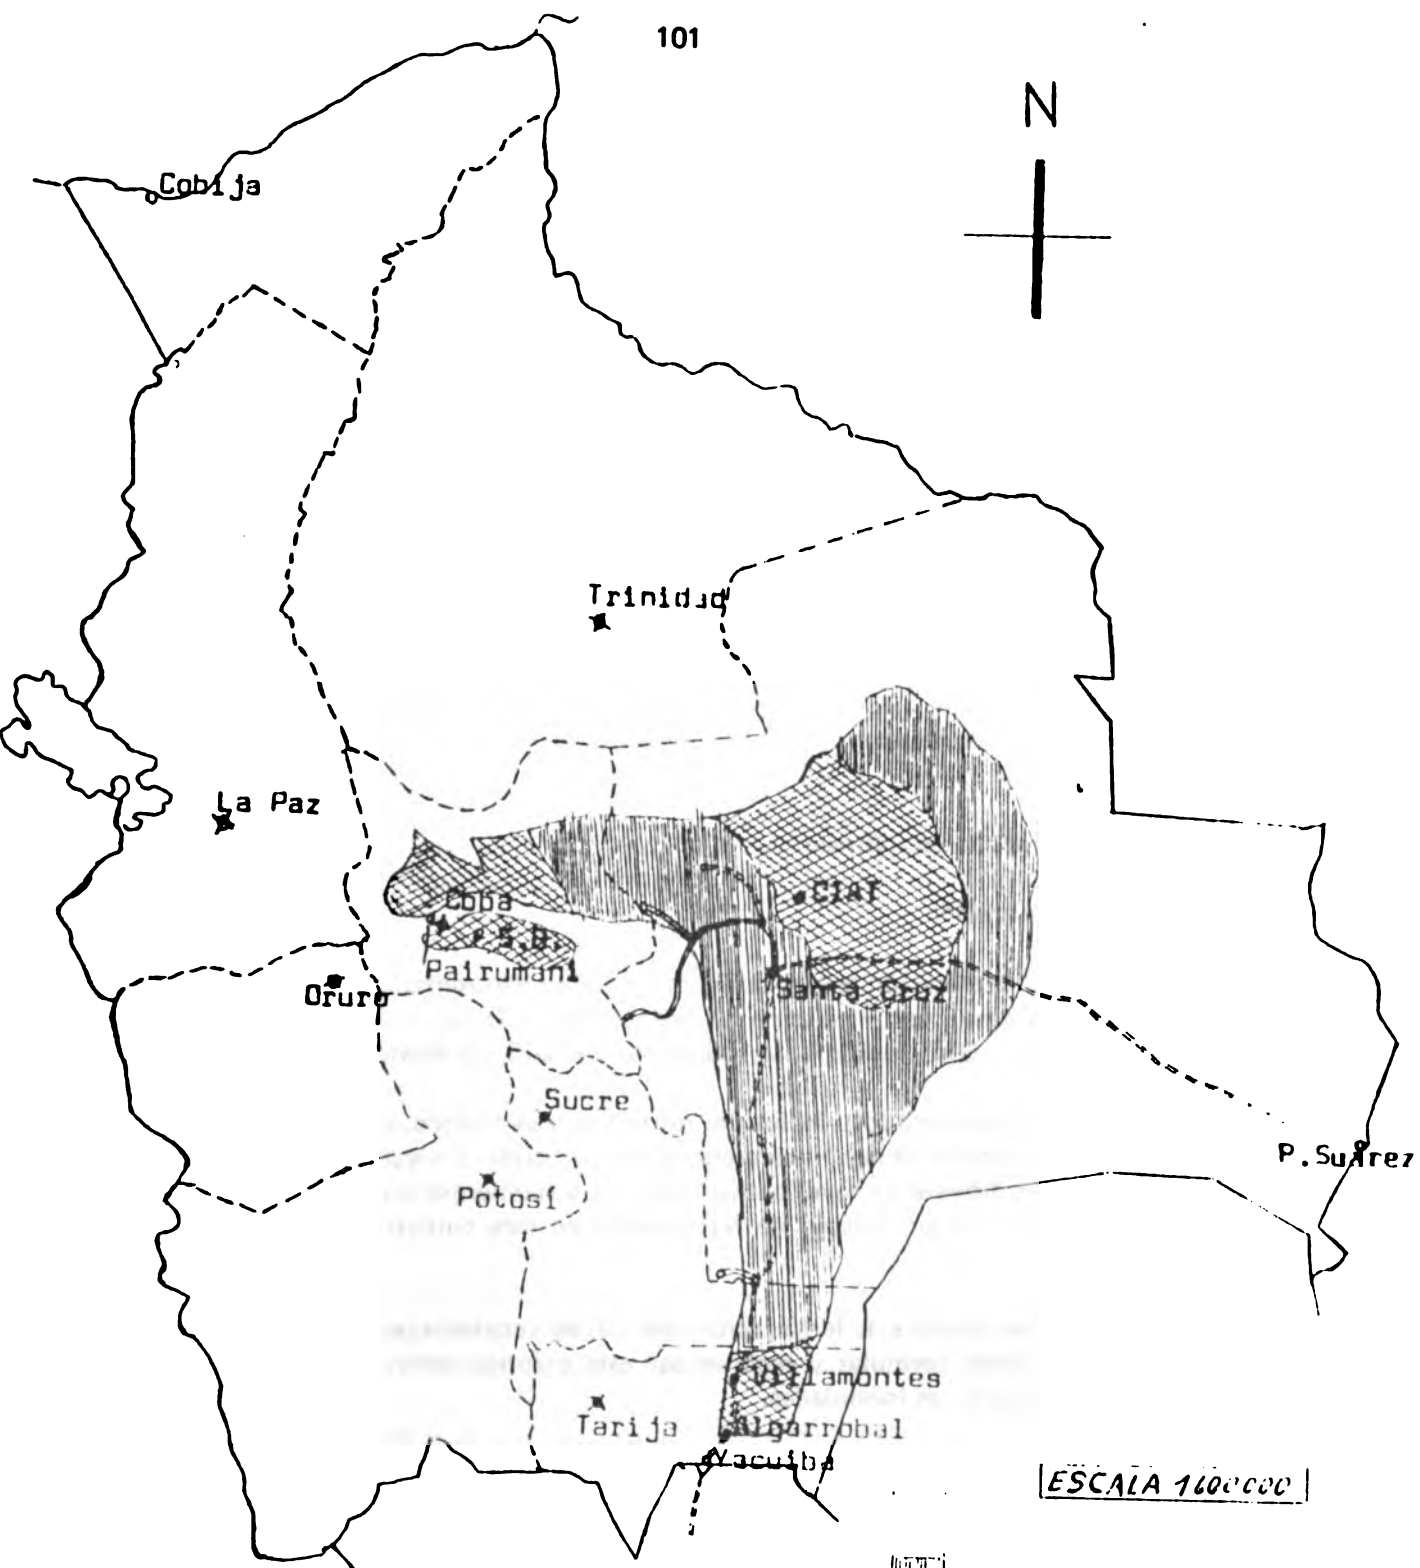 101
N
Cobija
Trinidad
La Paz
CIAT
Coba
S.B.
Pairumani
Oruro
Santa Cruz
Sucre
P.Suárez
Potosí
Villamontes
Tarija
Algarrobal
Yacuiba
ESCALA 1600000